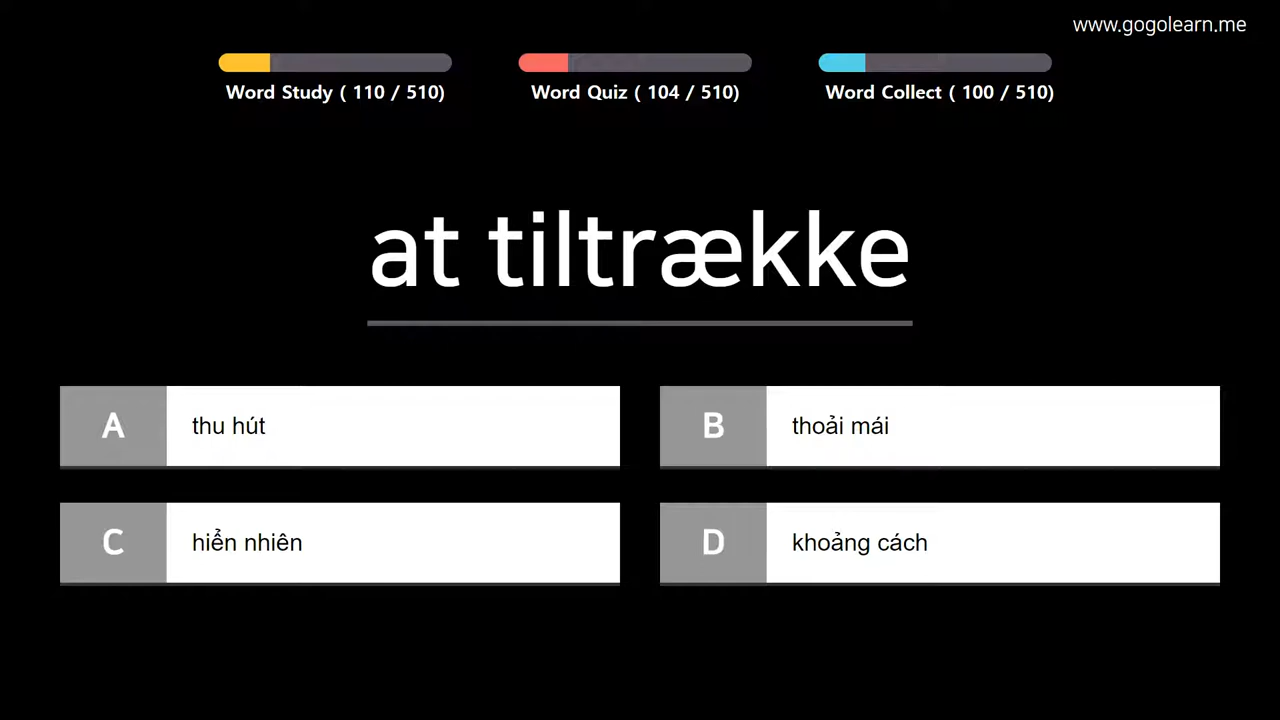 www.gogolearn.me
Word Study ( 110 / 510)
Word Quiz ( 104 / 510)
Word Collect ( 100 / 510)
at tiltrække
A thu hút
B thoải mái
C hiển nhiên
D khoảng cách